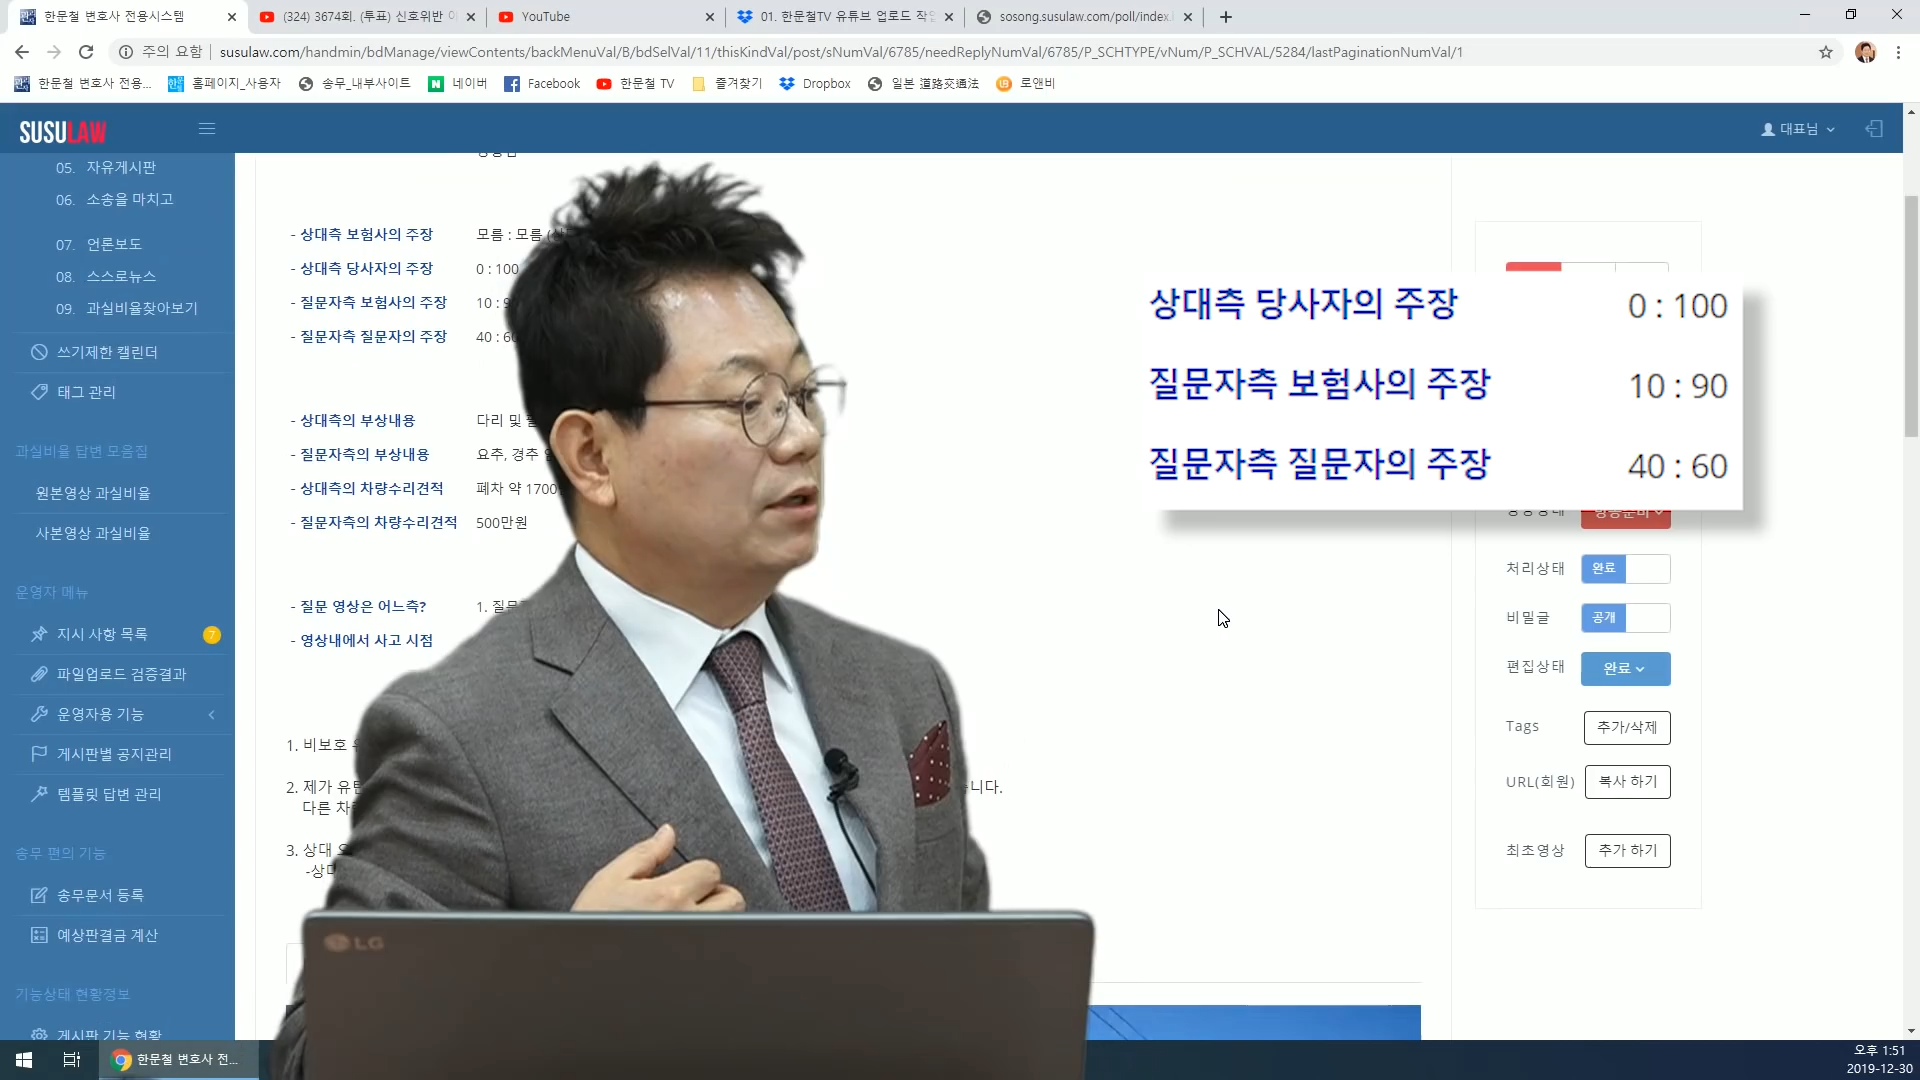 한문철 변호사 전용시스템
(324) 3674회. (투표) 신호위반
YouTube
01. 한문철TV 유튜브 업로드
sosong.susulaw.com/poll/index.
주의 요함
susulaw.com/handmin/bdManage/viewContents/backMenuVal/B/bdSelVal/11/thisKindVal/post/sNumVal/6785/needReplyNumVal/6785/P_SCHTYPE/vNum/P_SCHVAL/5284/lastPaginationNumVal/1
한문철 변호사 전용...
홈페이지_사용자
송무_내부사이트
네이버
Facebook
한문철 TV
즐겨찾기
Dropbox
일본 道路交通法
로앤비
SUSULAW
대표님
05. 자유게시판
06. 소송을 마치고
07. 언론보도
08. 스스로뉴스
09. 과실비율찾아보기
쓰기제한 캘린더
태그 관리
과실비율 답변 모음집
원본영상 과실비율
사본영상 과실비율
운영자 메뉴
지시 사항 목록 7
파일업로드 검증결과
운영자용 기능
게시판별 공지관리
템플릿 답변 관리
송무 편의 기능
송무문서 등록
예상판결금 계산
기능상태 현황정보
게시판 기능 현황
- 상대측 보험사의 주장 모름 : 모름
- 상대측 당사자의 주장 0 : 100
- 질문자측 보험사의 주장 10 :
- 질문자측 질문자의 주장 40 :
- 상대측의 부상내용 다리 및
- 질문자측의 부상내용 요추, 경추
- 상대측의 차량수리견적 폐차 약 1700
- 질문자측의 차량수리견적 500만원
- 질문 영상은 어느측? 1.
- 영상내에서 사고 시점
1. 비보호
2. 제가 니다.
다른
3. 상대
상대측 당사자의 주장 0 : 100
질문자측 보험사의 주장 10 : 90
질문자측 질문자의 주장 40 : 60
처리상태 완료
비밀글 공개
편집상태 완료
Tags 추가/삭제
URL(회원) 복사 하기
최초영상 추가 하기
LG
한문철 변호사 전...
오후 1:51
2019-12-30